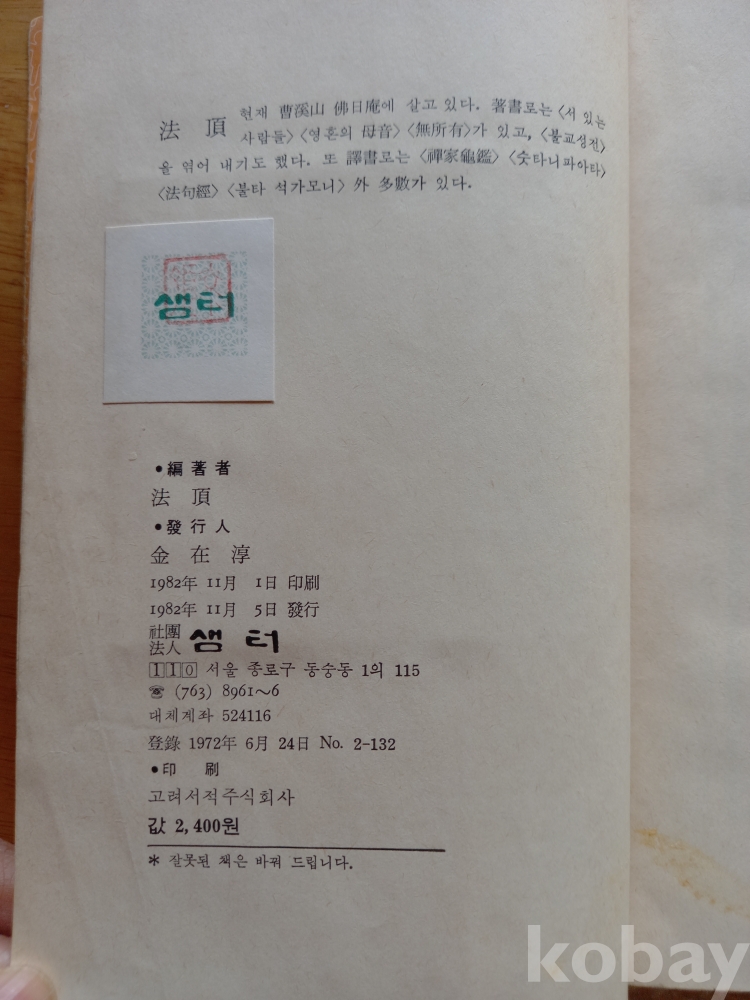 法頂 현재 曹溪山 佛日庵에 살고 있다. 著書로는 〈서 있는
사람들〉 〈영혼의 母音〉 〈無所有〉가 있고, 〈불교성전〉
을 엮어 내기도 했다. 또 譯書로는 〈禪家龜鑑〉 〈숫타니파아타〉
〈法句經〉 〈불타 석가모니〉 外 多數가 있다.
샘터
•編著者
法頂
•發行人
金在淳
1982年 11月 1日 印刷
1982年 11月 5日 發行
社團法人 샘터
110 서울 종로구 동숭동 1의 115
☏ (763) 8961~6
대체계좌 524116
登錄 1972年 6月 24日 No. 2-132
•印刷
고려서적주식회사
값 2,400원
* 잘못된 책은 바꿔 드립니다.
kobay